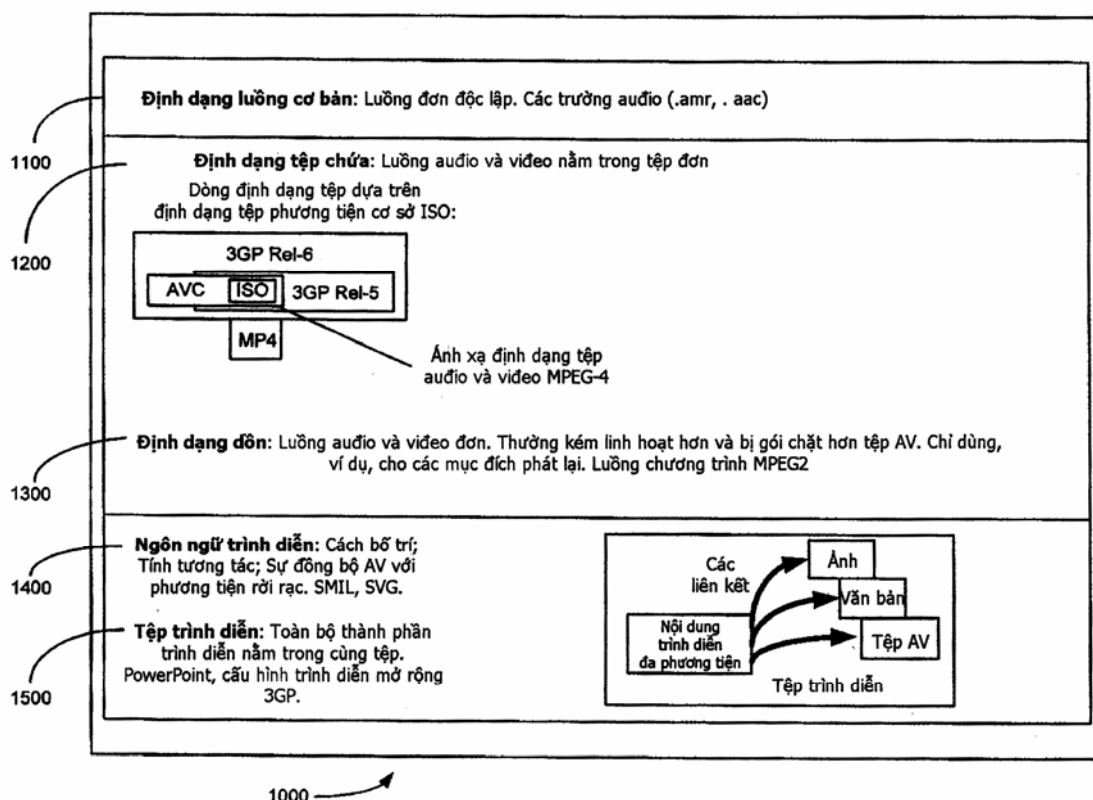 Định dạng luồng cơ bản: Luồng đơn độc lập. Các trường auđio (.amr, . aac)
1100
Định dạng tệp chứa: Luồng auđio và viđeo nằm trong tệp đơn
Dòng định dạng tệp dựa trên
định dạng tệp phương tiện cơ sở ISO:
1200
3GP Rel-6
AVC
ISO
3GP Rel-5
MP4
Ánh xạ định dạng tệp
auđio và viđeo MPEG-4
Định dạng dồn: Luồng auđio và viđeo đơn. Thường kém linh hoạt hơn và bị gói chặt hơn tệp AV. Chỉ dùng,
ví dụ, cho các mục đích phát lại. Luồng chương trình MPEG2
1300
Ngôn ngữ trình diễn: Cách bố trí;
Tính tương tác; Sự đồng bộ AV với
phương tiện rời rạc. SMIL, SVG.
1400
Tệp trình diễn: Toàn bộ thành phần
trình diễn nằm trong cùng tệp.
PowerPoint, cấu hình trình diễn mở rộng
3GP.
1500
Các
liên kết
Ảnh
Văn bản
Tệp AV
Nội dung
trình diễn
đa phương tiện
Tệp trình diễn
1000